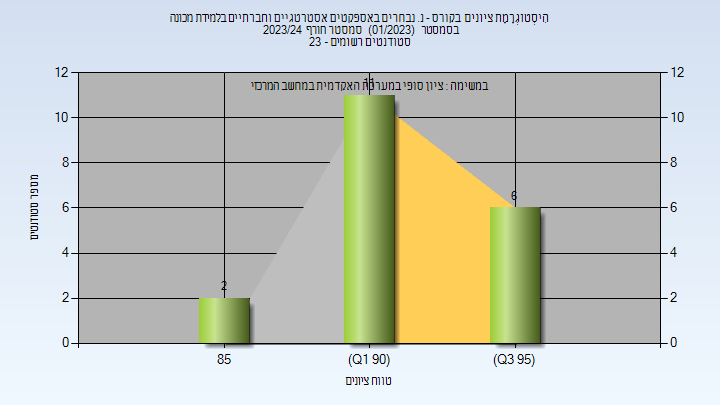 היסטוגרמת ציונים בקורס - נ. נבחרים באספקטים אסטרטגיים וחברתיים בלמידת מכונה
בסמסטר (01/2023) סמסטר חורף 2023/24
סטודנטים רשומים - 23
במשימה : ציון סופי במערכת האקדמית במחשב המרכזי
מספר סטודנטים
12 12
10 10
8 8
6 6
4 4
2 2
0 0
2
11
6
85 (Q1 90) (Q3 95)
טווח ציונים